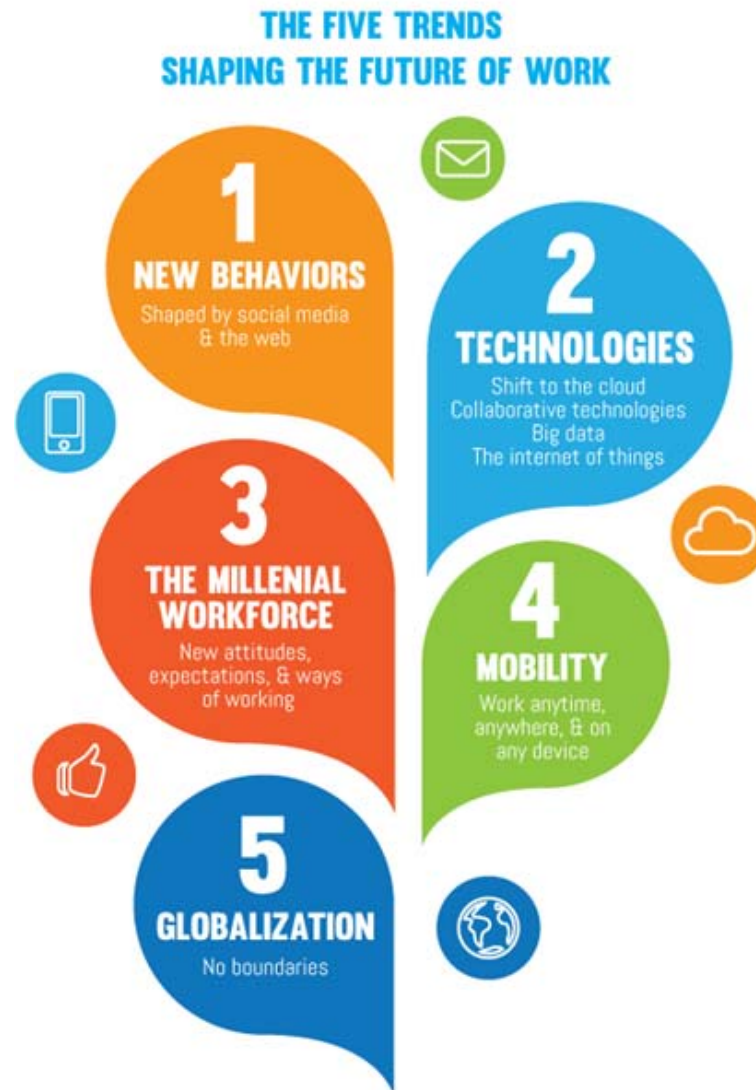 THE FIVE TRENDS
SHAPING THE FUTURE OF WORK
1
NEW BEHAVIORS
Shaped by social media
& the web
2
TECHNOLOGIES
Shift to the cloud
Collaborative technologies
Big data
The internet of things
3
THE MILLENIAL
WORKFORCE
New attitudes,
expectations, & ways
of working
4
MOBILITY
Work anytime,
anywhere, & on
any device
5
GLOBALIZATION
No boundaries